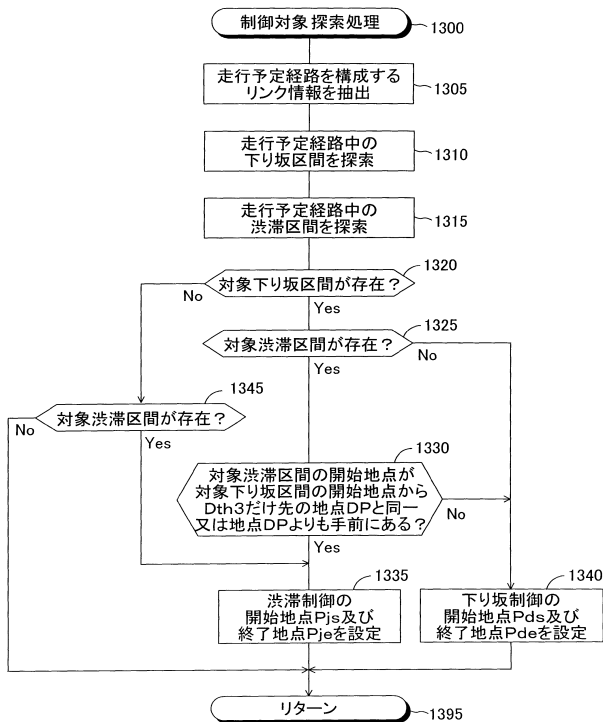 制御対象探索処理
1300
走行予定経路を構成する
リンク情報を抽出
1305
走行予定経路中の
下り坂区間を探索
1310
走行予定経路中の
渋滞区間を探索
1315
1320
対象下り坂区間が存在？
No
Yes
1325
対象渋滞区間が存在？
No
Yes
1345
対象渋滞区間が存在？
No
Yes
1330
対象渋滞区間の開始地点が
対象下り坂区間の開始地点から
Dth3だけ先の地点DPと同一
又は地点DPよりも手前にある？
No
Yes
1335
渋滞制御の
開始地点Pjs及び
終了地点Pjeを設定
1340
下り坂制御の
開始地点Pds及び
終了地点Pdeを設定
リターン
1395